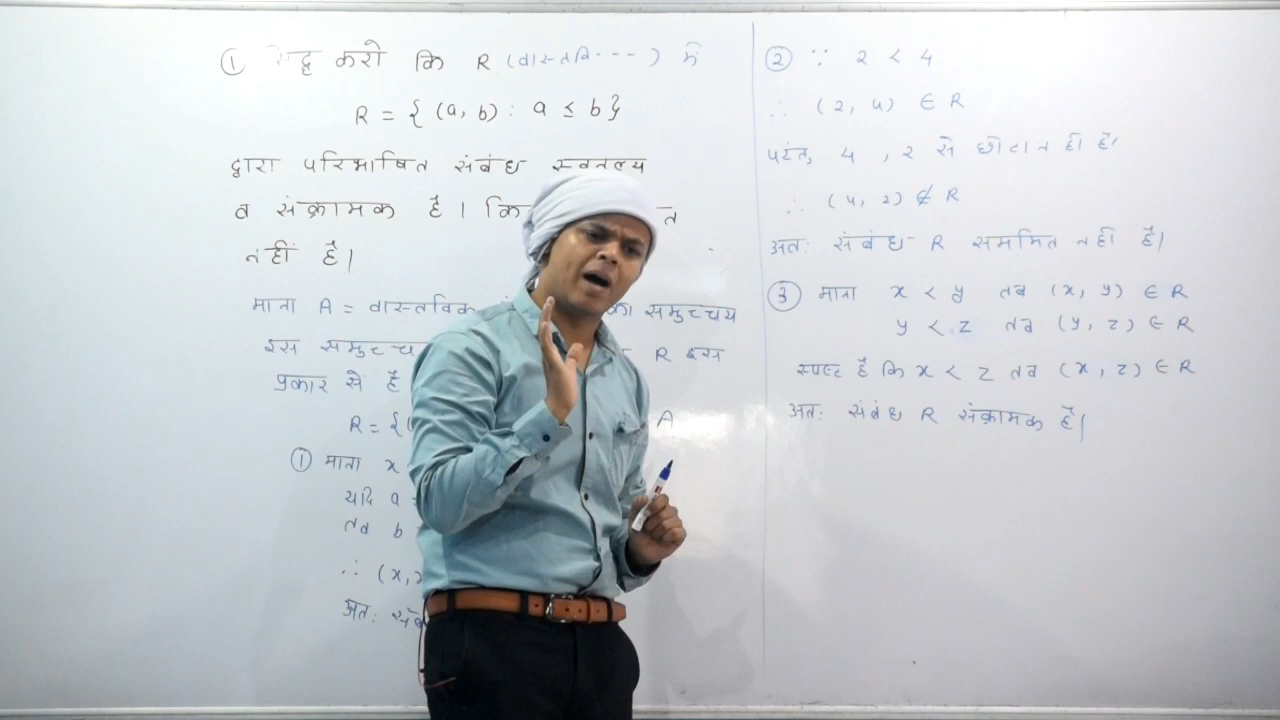 ① करो कि R (वास्तवि---) में
R = { (a, b) : a ≤ b }
द्वारा परिभाषित संबंध स्वतुल्य
व संक्रामक है । कि त
नहीं है।
माना A = वास्तविक का समुच्चय
इस समुच्च R इस
प्रकार से है
R = { A
① माना x
यदि a =
तब b
∴ (x,
अतः संब
② ∵ 2 < 4
∴ (2, 4) ∈ R
परंतु 4 , 2 से छोटा नही है।
∴ (4, 2) ∉ R
अतः संबंध R सममित नही है।
③ माना x < y तब (x, y) ∈ R
y < z तब (y, z) ∈ R
स्पष्ट है कि x < z तब (x, z) ∈ R
अतः संबंध R संक्रामक है।